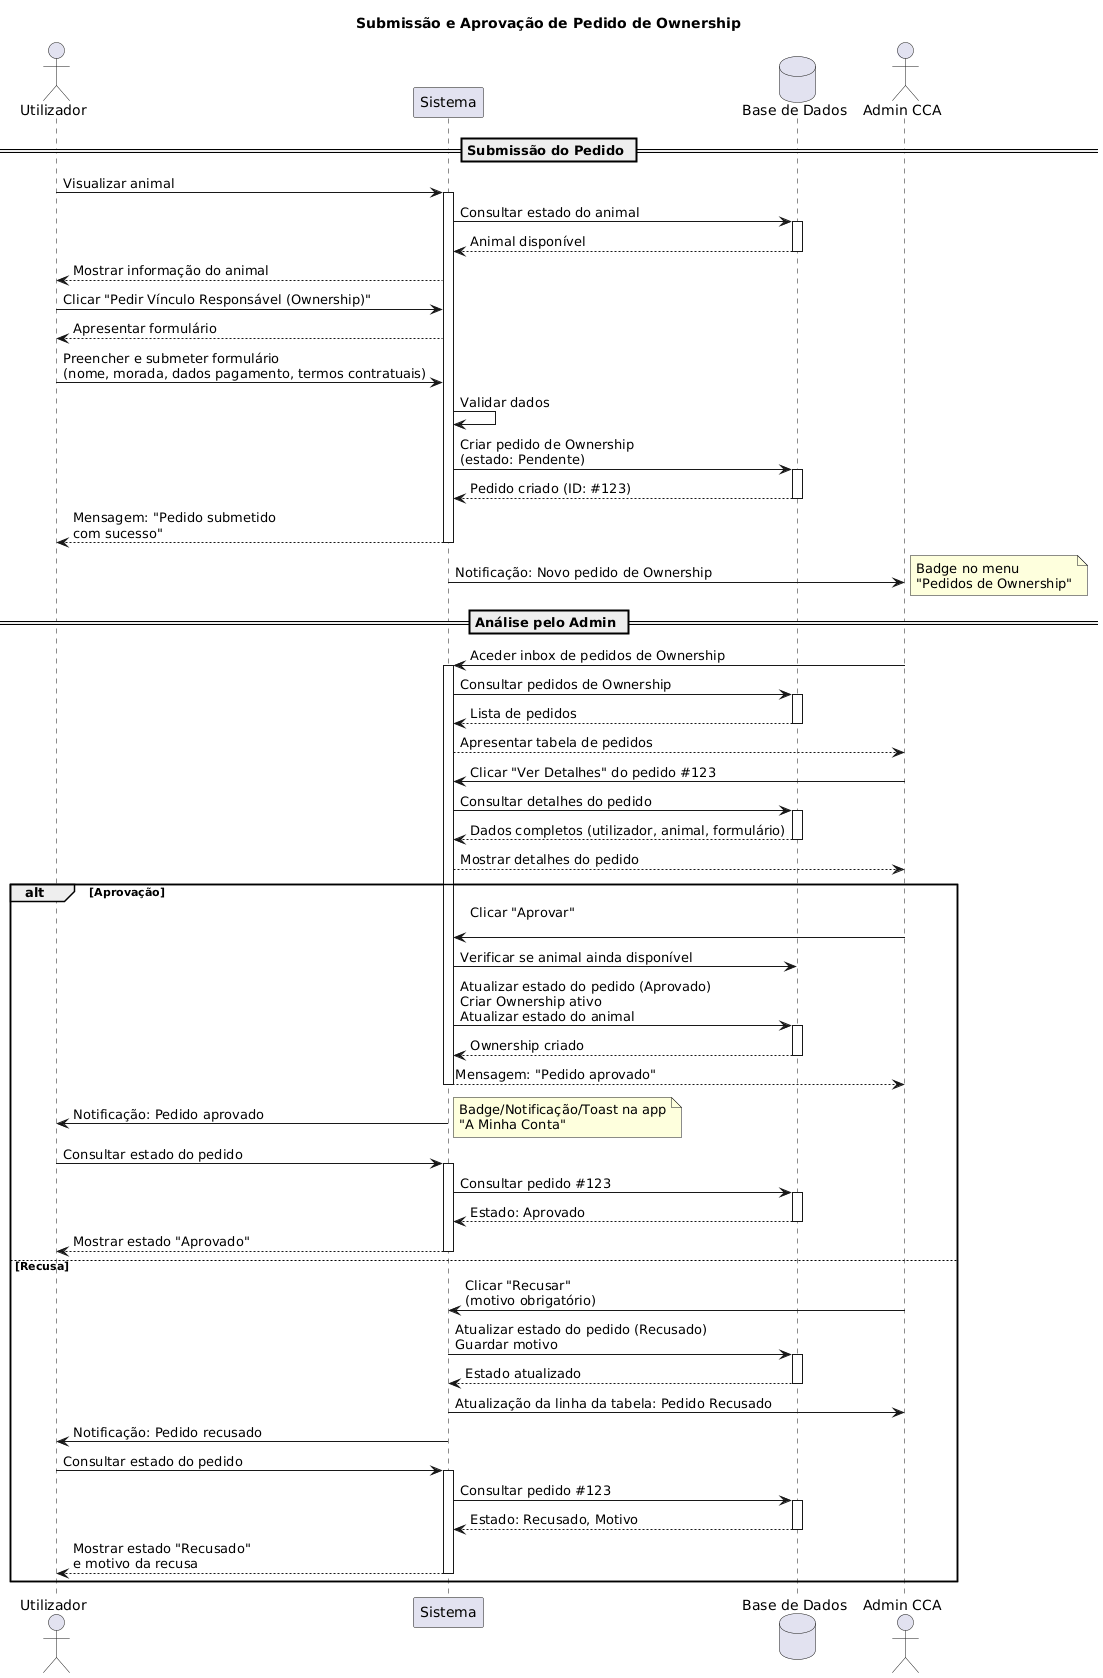 Submissão e Aprovação de Pedido de Ownership
Utilizador
Sistema
Base de Dados
Admin CCA
Submissão do Pedido
Visualizar animal
Consultar estado do animal
Animal disponível
Mostrar informação do animal
Clicar "Pedir Vínculo Responsável (Ownership)"
Apresentar formulário
Preencher e submeter formulário
(nome, morada, dados pagamento, termos contratuais)
Validar dados
Criar pedido de Ownership
(estado: Pendente)
Pedido criado (ID: #123)
Mensagem: "Pedido submetido
com sucesso"
Notificação: Novo pedido de Ownership
Badge no menu
"Pedidos de Ownership"
Análise pelo Admin
Aceder inbox de pedidos de Ownership
Consultar pedidos de Ownership
Lista de pedidos
Apresentar tabela de pedidos
Clicar "Ver Detalhes" do pedido #123
Consultar detalhes do pedido
Dados completos (utilizador, animal, formulário)
Mostrar detalhes do pedido
alt
[Aprovação]
Clicar "Aprovar"
Verificar se animal ainda disponível
Atualizar estado do pedido (Aprovado)
Criar Ownership ativo
Atualizar estado do animal
Ownership criado
Mensagem: "Pedido aprovado"
Notificação: Pedido aprovado
Badge/Notificação/Toast na app
"A Minha Conta"
Consultar estado do pedido
Consultar pedido #123
Estado: Aprovado
Mostrar estado "Aprovado"
[Recusa]
Clicar "Recusar"
(motivo obrigatório)
Atualizar estado do pedido (Recusado)
Guardar motivo
Estado atualizado
Atualização da linha da tabela: Pedido Recusado
Notificação: Pedido recusado
Consultar estado do pedido
Consultar pedido #123
Estado: Recusado, Motivo
Mostrar estado "Recusado"
e motivo da recusa
Utilizador
Sistema
Base de Dados
Admin CCA